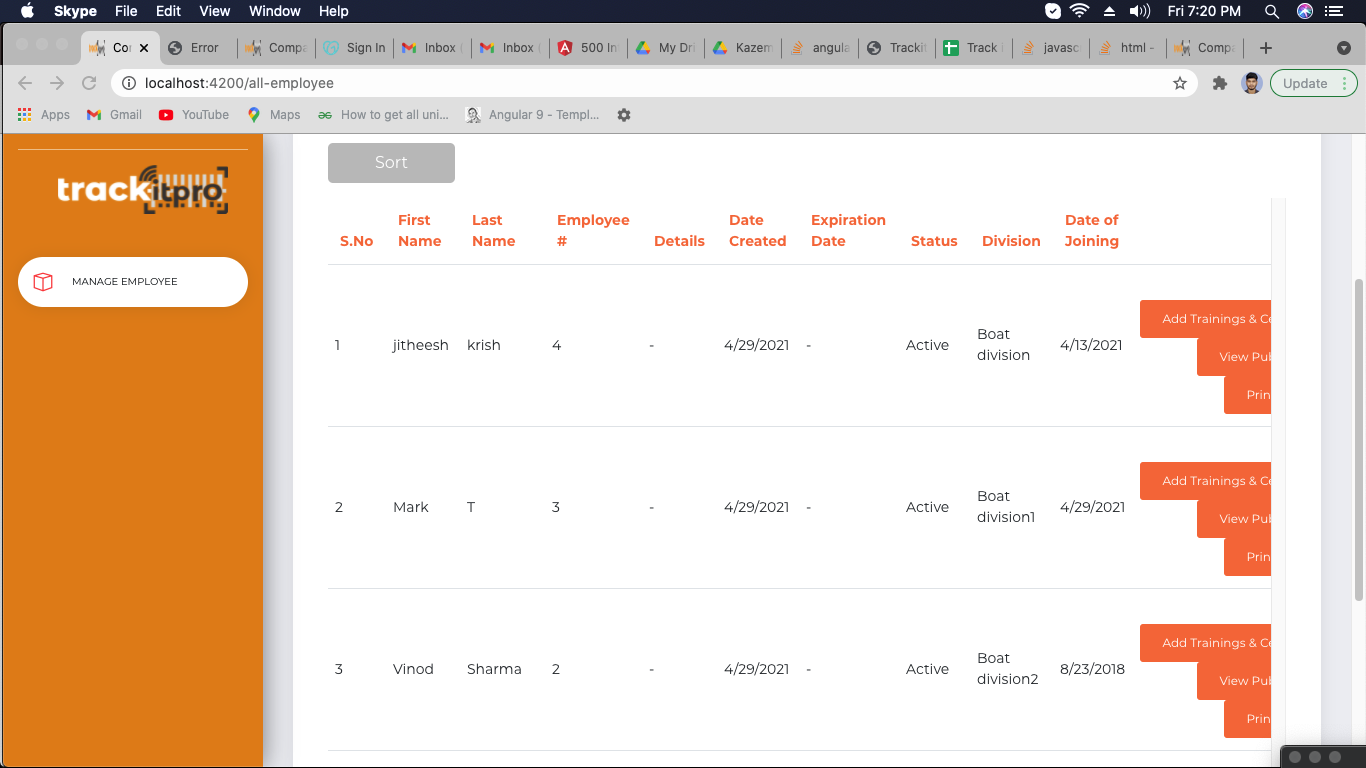 Skype File Edit View Window Help Fri 7:20 PM
Co Error Compa Sign In Inbox ( Inbox ( 500 In My Dri Kazem angula Trackit Track i javasc html - Compa
localhost:4200/all-employee Update
Apps Gmail YouTube Maps How to get all uni... Angular 9 - Templ...
trackitpro
MANAGE EMPLOYEE
Sort
S.No First Name Last Name Employee # Details Date Created Expiration Date Status Division Date of Joining
1 jitheesh krish 4 - 4/29/2021 - Active Boat division 4/13/2021
Add Trainings & Ce
View Pub
Prin
2 Mark T 3 - 4/29/2021 - Active Boat division1 4/29/2021
Add Trainings & Ce
View Pub
Prin
3 Vinod Sharma 2 - 4/29/2021 - Active Boat division2 8/23/2018
Add Trainings & Ce
View Pub
Prin